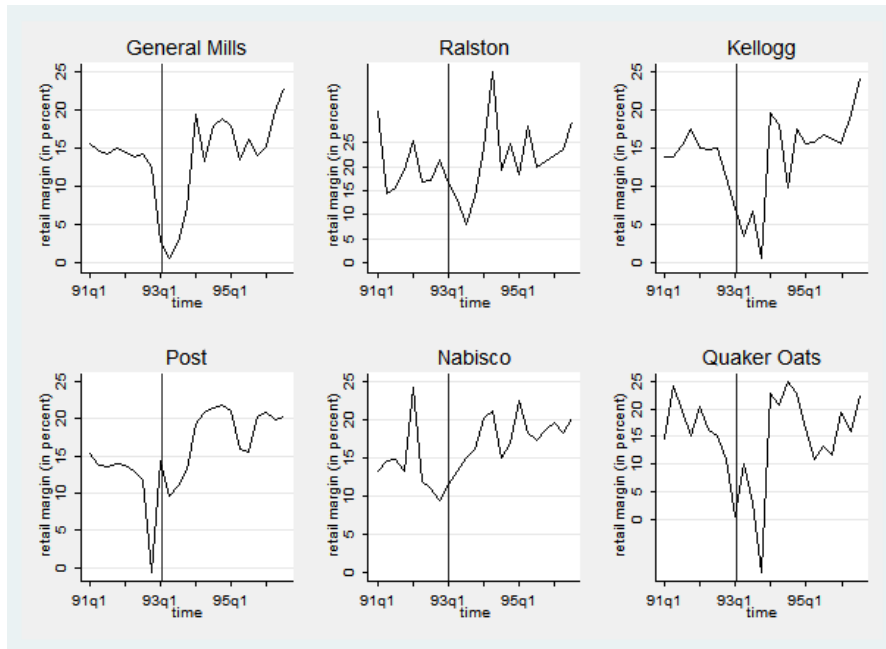 General Mills
retail margin (in percent)
0 5 10 15 20 25
91q1 93q1 95q1
time
Ralston
retail margin (in percent)
0 5 10 15 20 25
91q1 93q1 95q1
time
Kellogg
retail margin (in percent)
0 5 10 15 20 25
91q1 93q1 95q1
time
Post
retail margin (in percent)
0 5 10 15 20 25
91q1 93q1 95q1
time
Nabisco
retail margin (in percent)
0 5 10 15 20 25
91q1 93q1 95q1
time
Quaker Oats
retail margin (in percent)
0 5 10 15 20 25
91q1 93q1 95q1
time